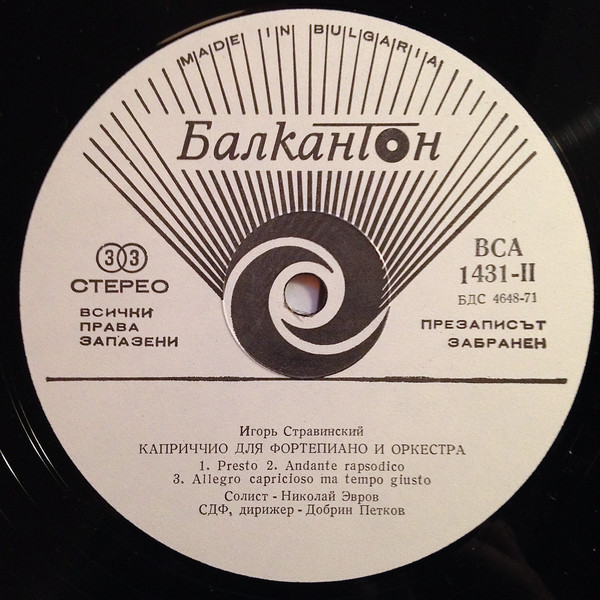 MADE IN BULGARIA
Балкантон
33
СТЕРЕО
ВСИЧКИ
ПРАВА
ЗАПАЗЕНИ
ВСА
1431-II
БДС 4648-71
ПРЕЗАПИСЪТ
ЗАБРАНЕН
Игорь Стравинский
КАПРИЧЧИО ДЛЯ ФОРТЕПИАНО И ОРКЕСТРА
1. Presto 2. Andante rapsodico
3. Allegro capricioso ma tempo giusto
Солист - Николай Эвров
СДФ, дирижер - Добрин Петков